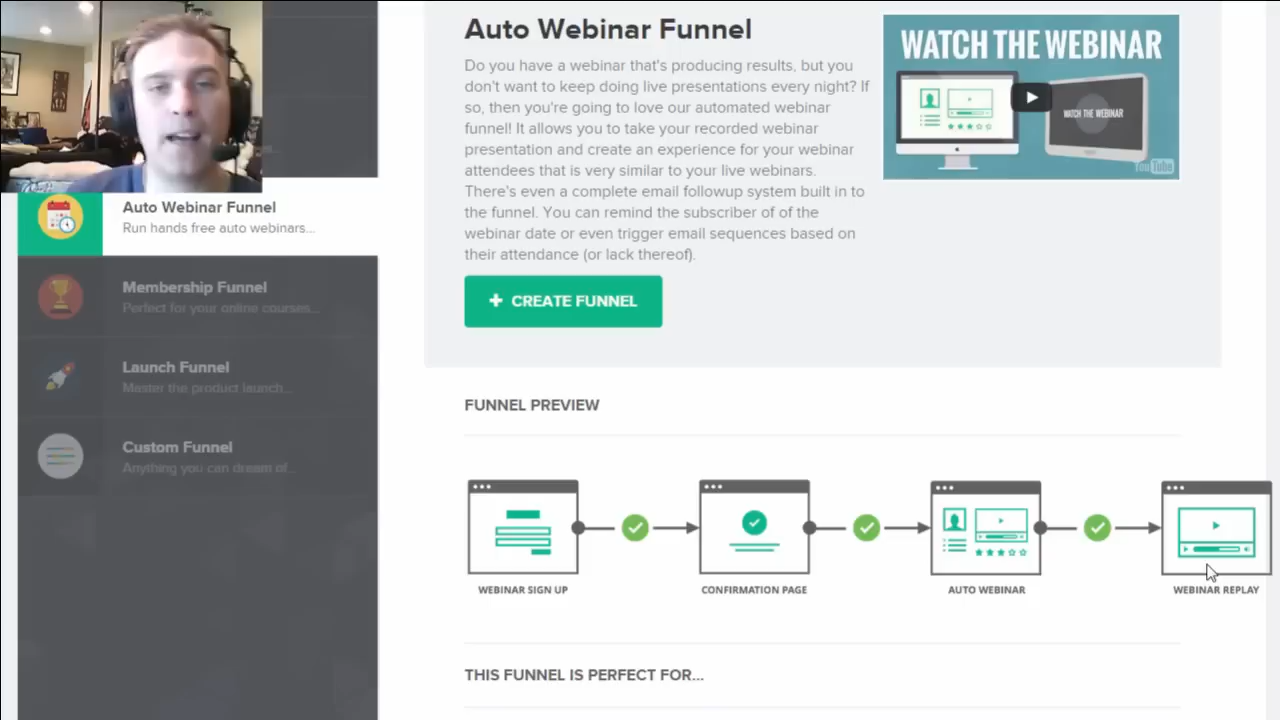 Auto Webinar Funnel
Do you have a webinar that's producing results, but you
don't want to keep doing live presentations every night? If
so, then you're going to love our automated webinar
funnel! It allows you to take your recorded webinar
presentation and create an experience for your webinar
attendees that is very similar to your live webinars.
There's even a complete email followup system built in to
the funnel. You can remind the subscriber of of the
webinar date or even trigger email sequences based on
their attendance (or lack thereof).
+ CREATE FUNNEL
WATCH THE WEBINAR
WATCH THE WEBINAR
YouTube
Auto Webinar Funnel
Run hands free auto webinars...
Membership Funnel
Perfect for your online courses...
Launch Funnel
Master the product launch...
Custom Funnel
Anything you can dream of...
FUNNEL PREVIEW
WEBINAR SIGN UP
CONFIRMATION PAGE
AUTO WEBINAR
WEBINAR REPLAY
THIS FUNNEL IS PERFECT FOR...